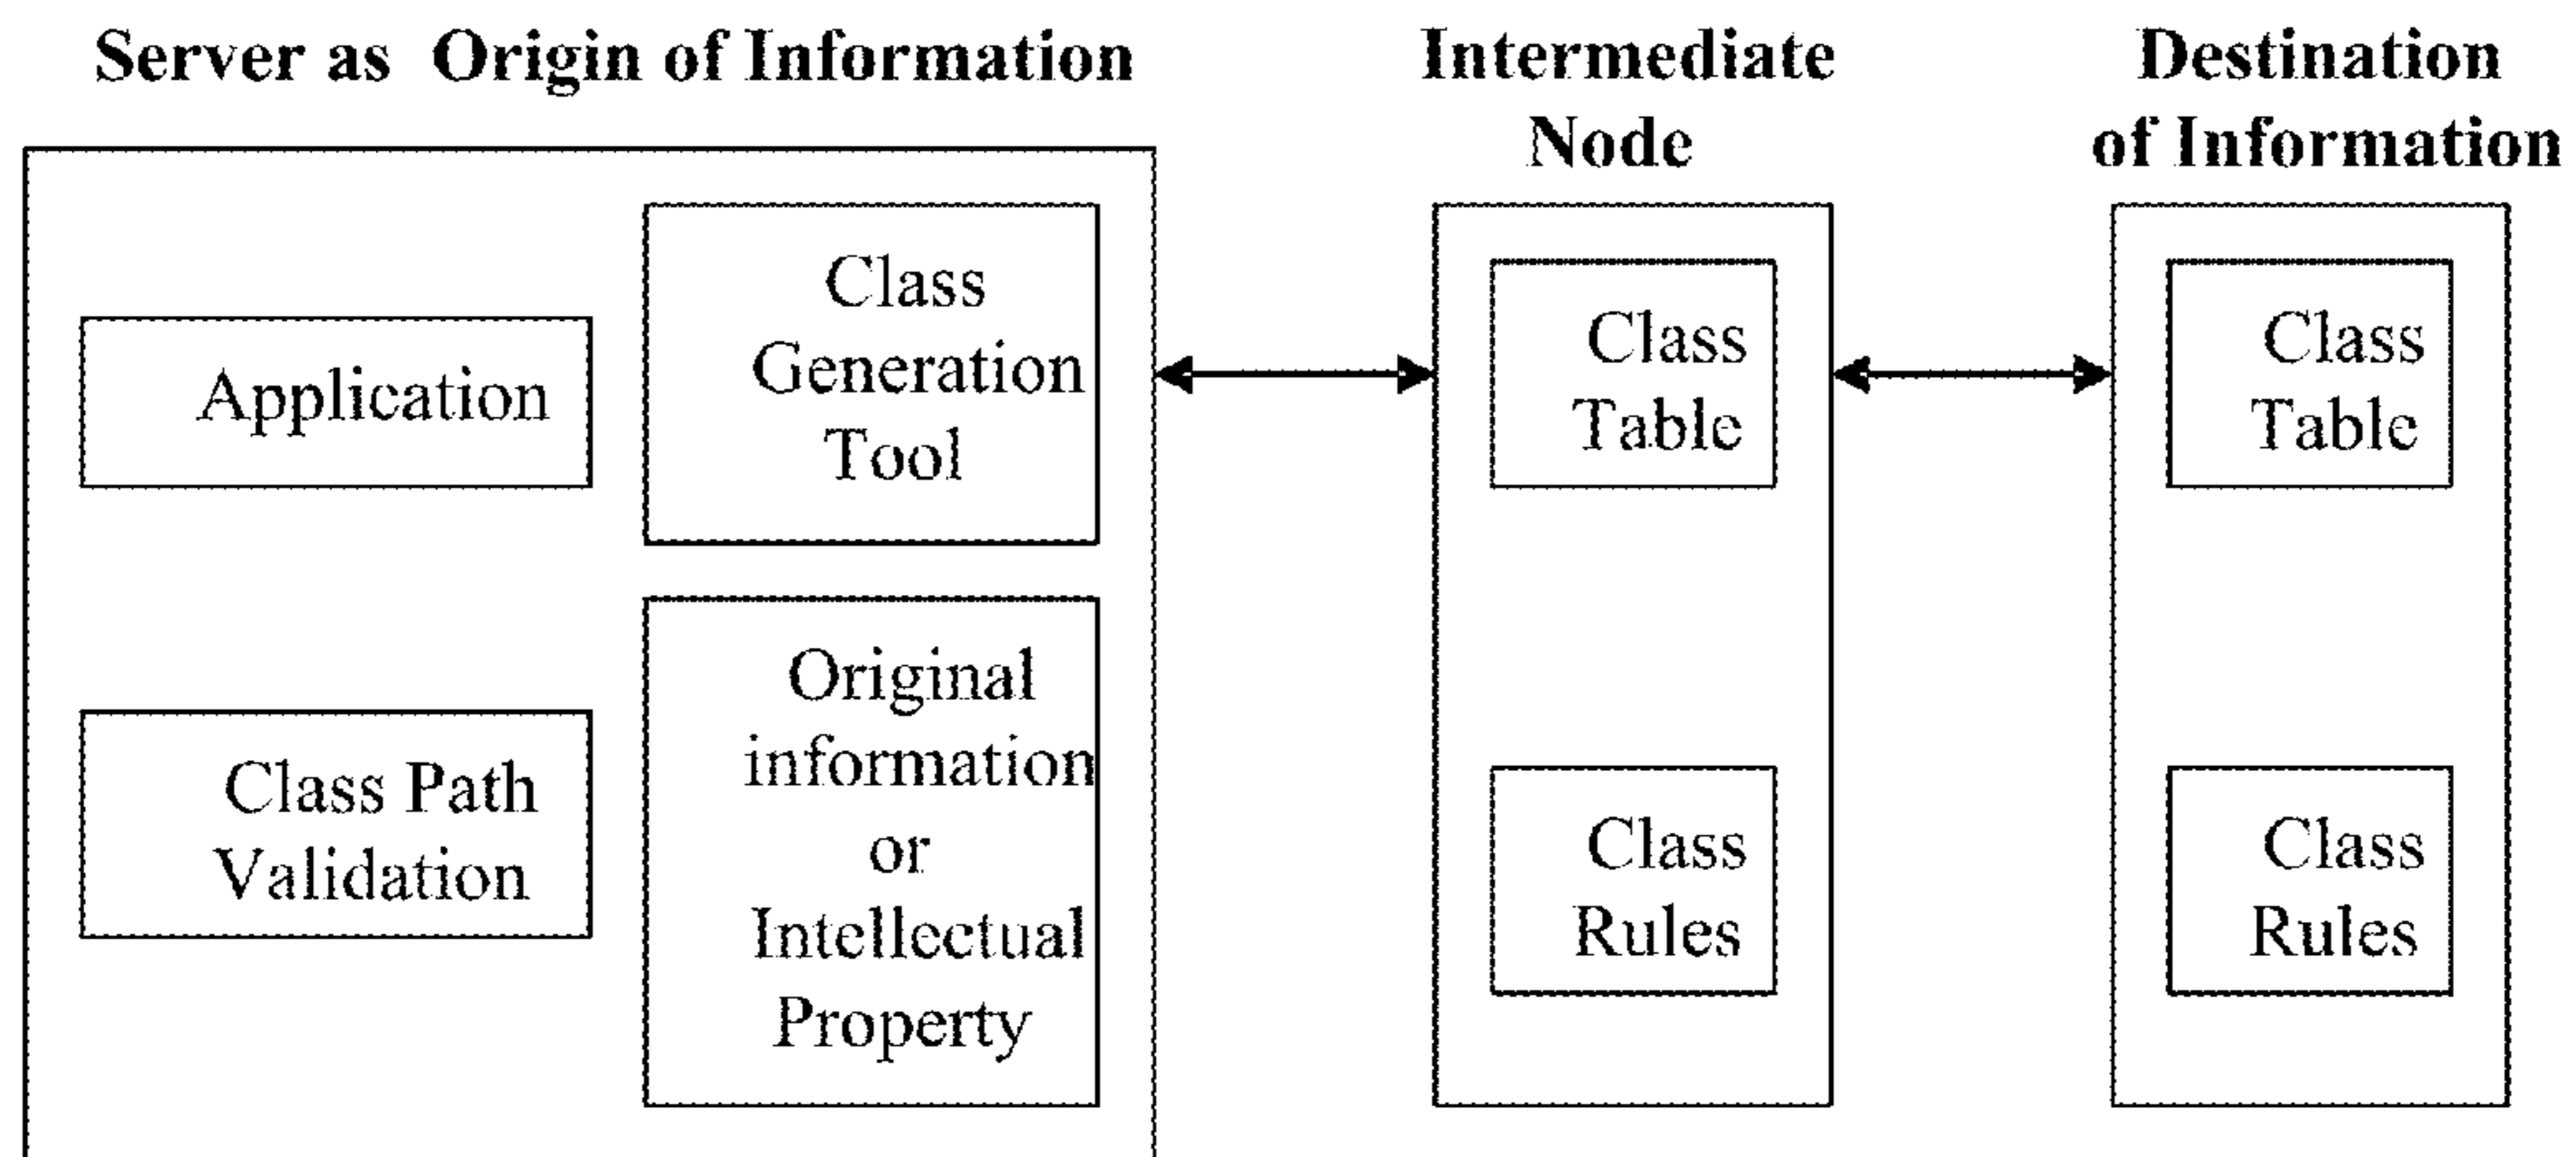 Server as Origin of Information
Intermediate
Node
Destination
of Information
Application
Class
Generation
Tool
Class Path
Validation
Original
information
or
Intellectual
Property
Class
Table
Class
Rules
Class
Table
Class
Rules